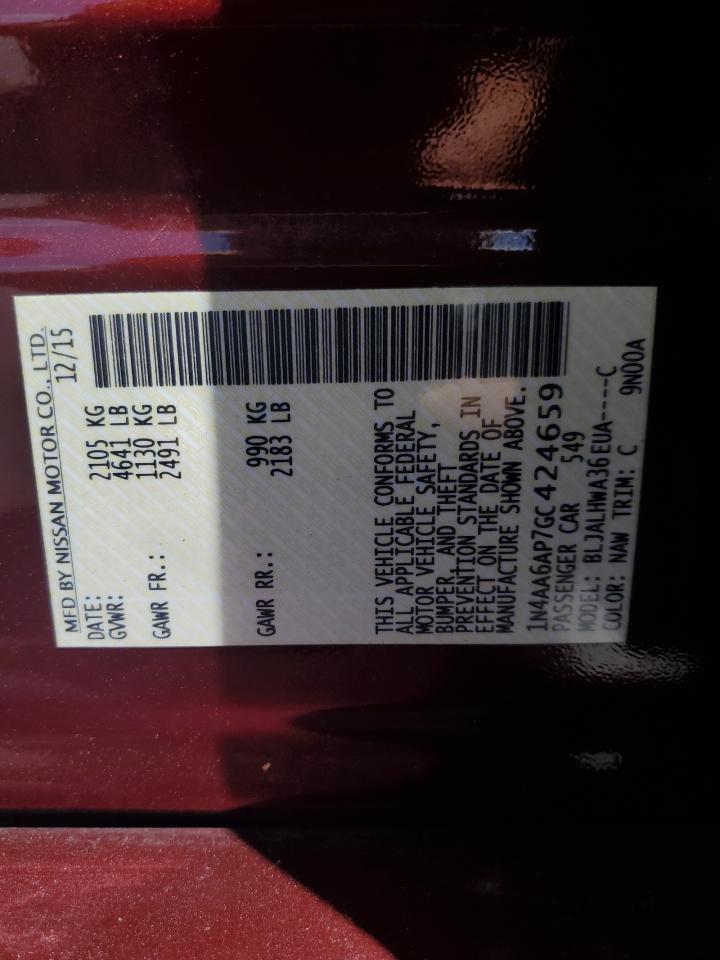 MFD BY NISSAN MOTOR CO., LTD.
DATE: 12/15
GVWR: 2105 KG
4641 LB
GAWR FR.: 1130 KG
2491 LB
GAWR RR.: 990 KG
2183 LB
THIS VEHICLE CONFORMS TO
ALL APPLICABLE FEDERAL
MOTOR VEHICLE SAFETY,
BUMPER, AND THEFT
PREVENTION STANDARDS IN
EFFECT ON THE DATE OF
MANUFACTURE SHOWN ABOVE.
1N4AA6AP7GC424659
PASSENGER CAR 549
MODEL: BLJALHWA36EUA----C
COLOR: NAW TRIM: C 9N00A